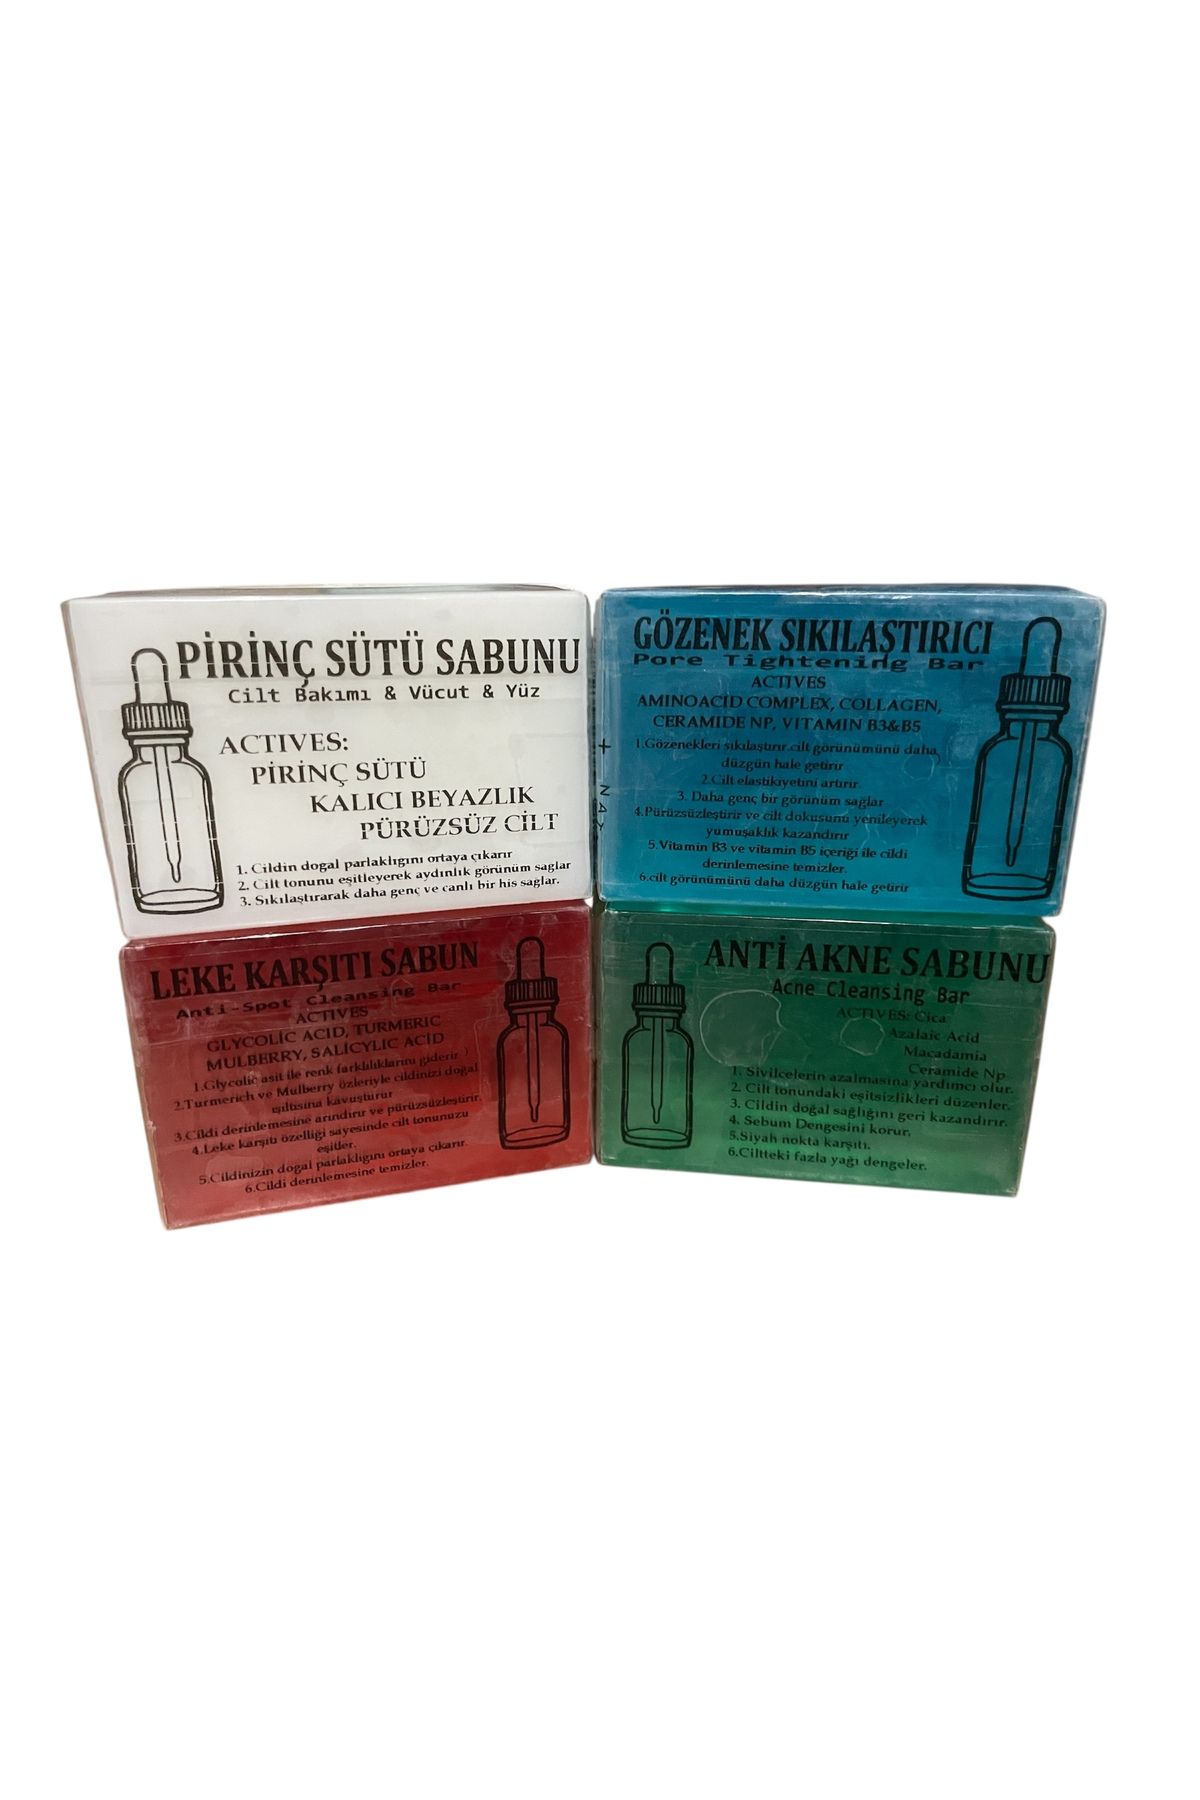 PİRİNÇ SÜTÜ SABUNU
Cilt Bakımı & Vücut & Yüz
ACTIVES:
PİRİNÇ SÜTÜ
KALICI BEYAZLIK
PÜRÜZSÜZ CİLT
1. Cildin doğal parlaklığını ortaya çıkarır
2. Cilt tonunu eşitleyerek aydınlık görünüm sağlar
3. Sıkılaştırarak daha genç ve canlı bir his sağlar.
GÖZENEK SIKILAŞTIRICI
Pore Tightening Bar
ACTIVES
AMINOACID COMPLEX, COLLAGEN,
CERAMIDE NP, VITAMIN B3&B5
1.Gözenekleri sıkılaştırır.cilt görünümünü daha
düzgün hale getirir
2.Cilt elastikiyetini artırır.
3. Daha genç bir görünüm sağlar
4.Pürüzsüzleştirir ve cilt dokusunu yenileyerek
yumuşaklık kazandırır
5.Vitamin B3 ve vitamin B5 içeriği ile cildi
derinlemesine temizler.
6.cilt görünümünü daha düzgün hale getirir
LEKE KARŞITI SABUN
Anti-Spot Cleansing Bar
ACTIVES
GLYCOLİC ACID, TURMERIC
MULBERRY, SALICYLIC ACİD
1.Glycolic asit ile renk farklılıklarını giderir )
2.Turmerich ve Mulberry özleriyle cildinizi doğal
ışıltısına kavuşturur
3.Cildi derinlemesine arındırır ve pürüzsüzleştirir.
4.Leke karşıtı özelliği sayesinde cilt tonunuzu
eşitler.
5.Cildinizin doğal parlaklığını ortaya çıkarır.
6.Cildi derinlemesine temizler.
ANTİ AKNE SABUNU
Acne Cleansing Bar
ACTIVES: Cica
Azalaic Acid
Macadamia
Ceramide Np
1. Sivilcelerin azalmasına yardımcı olur.
2. Cilt tonundaki eşitsizlikleri düzenler.
3. Cildin doğal sağlığını geri kazandırır.
4. Sebum Dengesini korur.
5.Siyah nokta karşıtı.
6.Ciltteki fazla yağı dengeler.